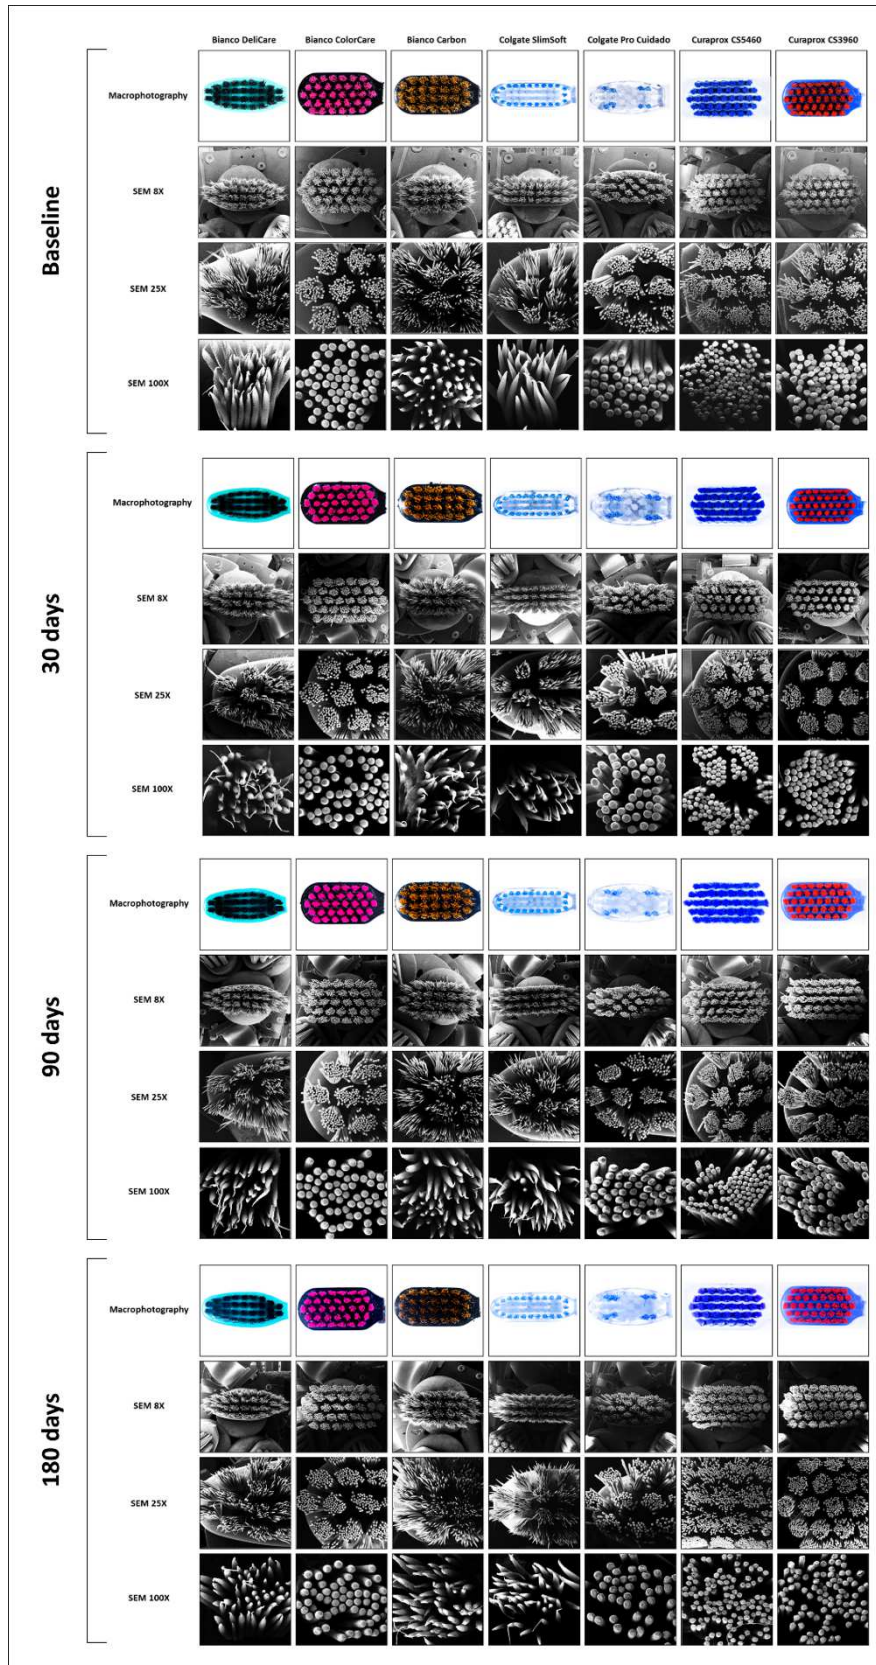 Bianco DeliCare Bianco ColorCare Bianco Carbon Colgate SlimSoft Colgate Pro Cuidado Curaprox CS5460 Curaprox CS3960
Baseline
Macrophotography
SEM 8X
SEM 25X
SEM 100X
30 days
Macrophotography
SEM 8X
SEM 25X
SEM 100X
90 days
Macrophotography
SEM 8X
SEM 25X
SEM 100X
180 days
Macrophotography
SEM 8X
SEM 25X
SEM 100X